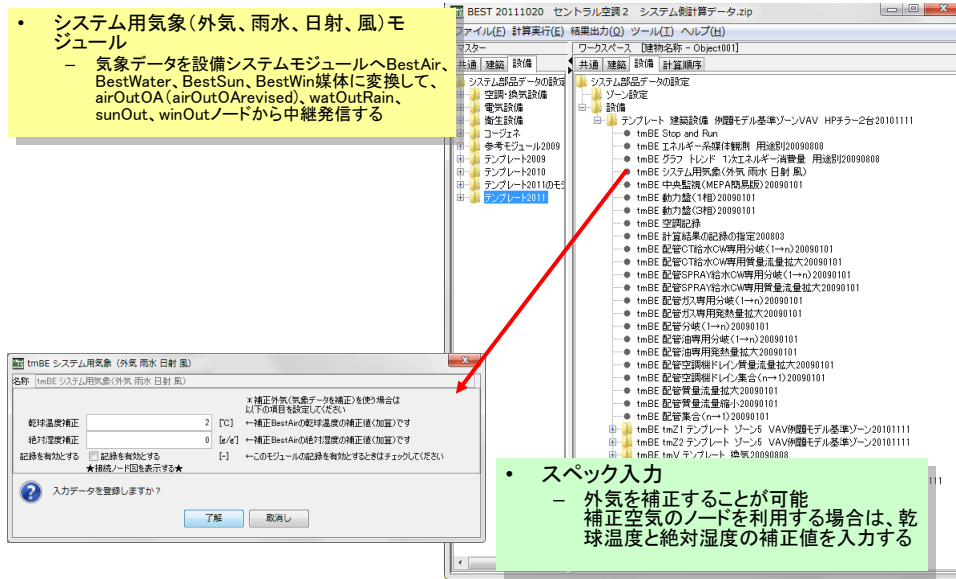 • システム用気象（外気、雨水、日射、風）モ
ジュール
– 気象データを設備システムモジュールへBestAir、
BestWater、BestSun、BestWin媒体に変換して、
airOutOA（airOutOArevised）、watOutRain、
sunOut、winOutノードから中継発信する
BEST 20111020 セントラル空調2 システム側計算データ.zip
ファイル(F) 計算実行(E) 結果出力(O) ツール(T) ヘルプ(H)
マスター
共通 建築 設備
システム部品データの設定
空調・換気設備
電気設備
衛生設備
コージェネ
参考モジュール2009
テンプレート2009
テンプレート2010
テンプレート2011のモジ
テンプレート2011
ワークスペース [建物名称 - Object001]
共通 建築 設備 計算順序
システム部品データの設定
ゾーン設定
設備
テンプレート 建築設備 例題モデル基準ゾーンVAV HPチラー2台20101111
tmBE Stop and Run
tmBE エネルギー系媒体観測 用途別20090808
tmBE グラフ トレンド 1次エネルギー消費量 用途別20090808
tmBE システム用気象(外気 雨水 日射 風)
tmBE 中央監視(MEPA簡易版)20090101
tmBE 動力盤(1相)20090101
tmBE 動力盤(3相)20090101
tmBE 空調記録
tmBE 計算結果の記録の指定200803
tmBE 配管CT給水CW専用分岐(1→n)20090101
tmBE 配管CT給水CW専用質量流量拡大20090101
tmBE 配管SPRAY給水CW専用分岐(1→n)20090101
tmBE 配管SPRAY給水CW専用質量流量拡大20090101
tmBE 配管ガス専用分岐(1→n)20090101
tmBE 配管ガス専用発熱量拡大20090101
tmBE 配管分岐(1→n)20090101
tmBE 配管油専用分岐(1→n)20090101
tmBE 配管油専用発熱量拡大20090101
tmBE 配管空調機ドレイン質量流量拡大20090101
tmBE 配管空調機ドレイン集合(n→1)20090101
tmBE 配管質量流量拡大20090101
tmBE 配管質量流量縮小20090101
tmBE 配管集合(n→1)20090101
tmBE tmZ1 テンプレート ゾーン5 VAV例題モデル基準ゾーン20101111
tmBE tmZ2 テンプレート ゾーン5 VAV例題モデル基準ゾーン20101111
tmBE tmV テンプレート 換気20090808
111
tmBE システム用気象 (外気 雨水 日射 風)
名称 tmBE システム用気象(外気 雨水 日射 風)
＊補正外気(気象データを補正)を使う場合は
以下の項目を設定してください
乾球温度補正 2 [℃] ←補正BestAirの乾球温度の補正値(加算)です
絶対湿度補正 0 [g/g'] ←補正BestAirの絶対湿度の補正値(加算)です
記録を有効とする 記録を有効とする [-] ←このモジュールの記録を有効とするときはチェックしてください
★接続ノード図を表示する★
入力データを登録しますか？
了解 取消し
• スペック入力
– 外気を補正することが可能
補正空気のノードを利用する場合は、乾
球温度と絶対湿度の補正値を入力する